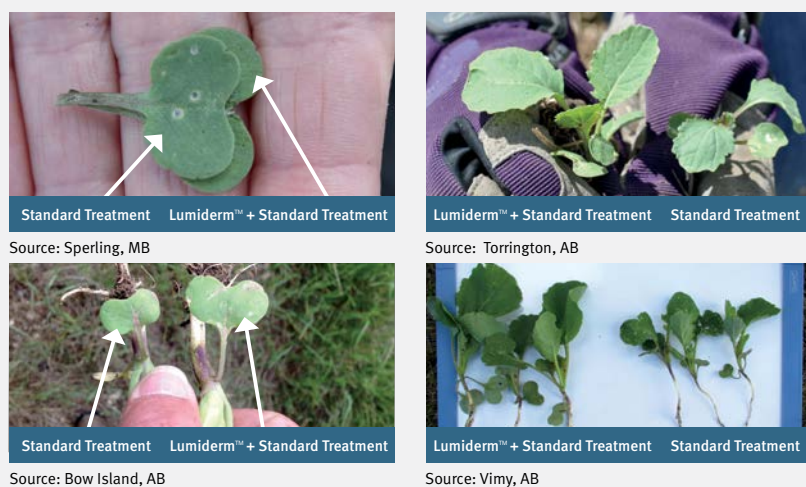 Standard Treatment Lumiderm™ + Standard Treatment
Source: Sperling, MB
Lumiderm™ + Standard Treatment Standard Treatment
Source: Torrington, AB
Standard Treatment Lumiderm™ + Standard Treatment
Source: Bow Island, AB
Lumiderm™ + Standard Treatment Standard Treatment
Source: Vimy, AB